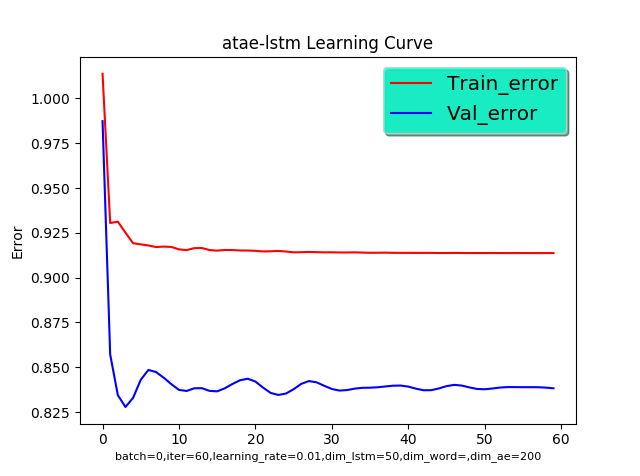 atae-lstm Learning Curve
Train_error
Val_error
1.000
0.975
0.950
0.925
0.900
0.875
0.850
0.825
Error
0 10 20 30 40 50 60
batch=0,iter=60,learning_rate=0.01,dim_lstm=50,dim_word=,dim_ae=200